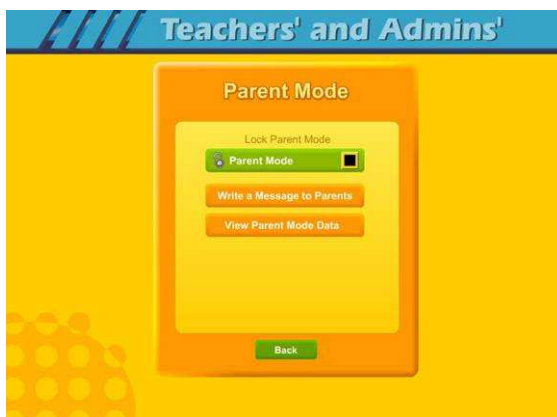 Teachers' and Admins'
Parent Mode
Lock Parent Mode
Parent Mode
Write a Message to Parents
View Parent Mode Data
Back